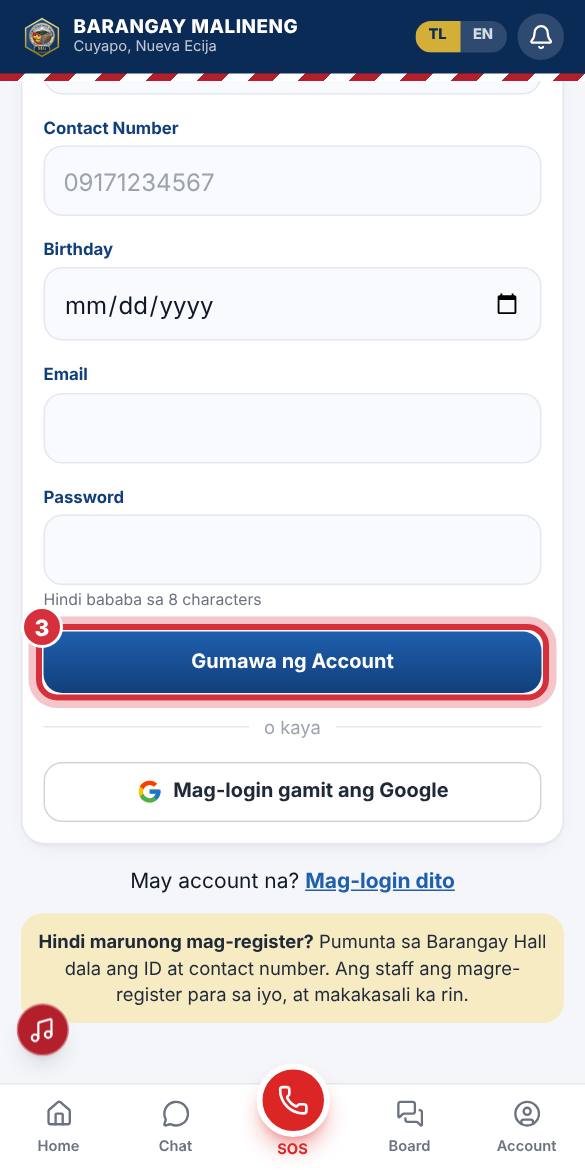 BARANGAY MALINENG
Cuyapo, Nueva Ecija
TL
EN
Contact Number
09171234567
Birthday
mm/dd/yyyy
Email
Password
Hindi bababa sa 8 characters
3
Gumawa ng Account
o kaya
Mag-login gamit ang Google
May account na? Mag-login dito
Hindi marunong mag-register? Pumunta sa Barangay Hall
dala ang ID at contact number. Ang staff ang magre-
register para sa iyo, at makakasali ka rin.
Home
Chat
SOS
Board
Account